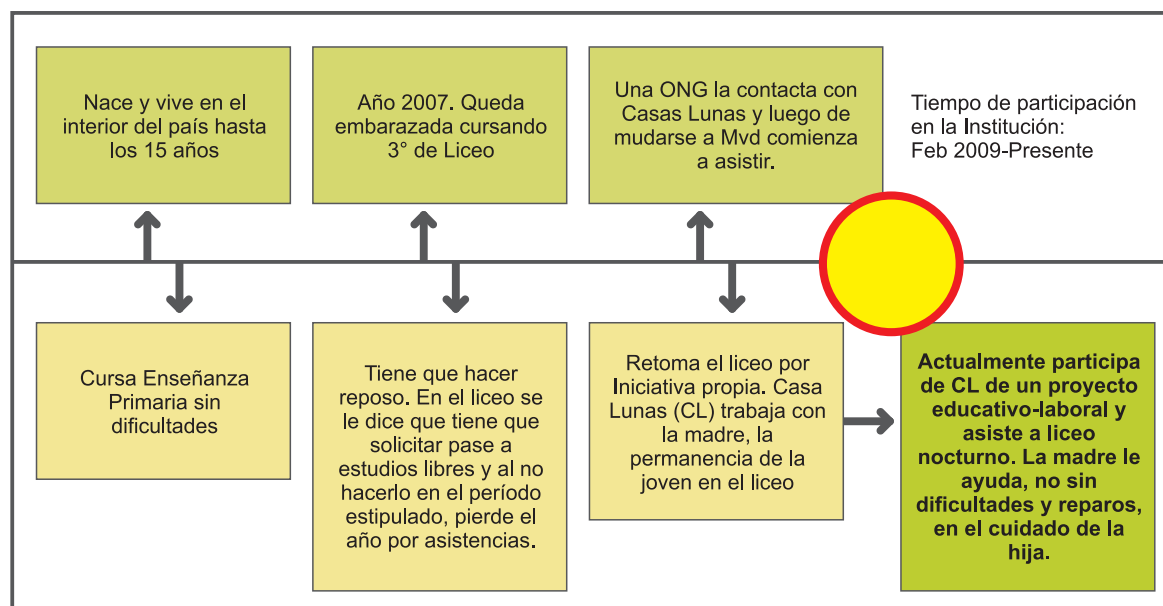 Nace y vive en el
interior del país hasta
los 15 años
Año 2007. Queda
embarazada cursando
3° de Liceo
Una ONG la contacta con
Casas Lunas y luego de
mudarse a Mvd comienza
a asistir.
Tiempo de participación
en la Institución:
Feb 2009-Presente
Cursa Enseñanza
Primaria sin
dificultades
Tiene que hacer
reposo. En el liceo se
le dice que tiene que
solicitar pase a
estudios libres y al no
hacerlo en el período
estipulado, pierde el
año por asistencias.
Retoma el liceo por
Iniciativa propia. Casa
Lunas (CL) trabaja con
la madre, la
permanencia de la
joven en el liceo
Actualmente participa
de CL de un proyecto
educativo-laboral y
asiste a liceo
nocturno. La madre le
ayuda, no sin
dificultades y reparos,
en el cuidado de la
hija.